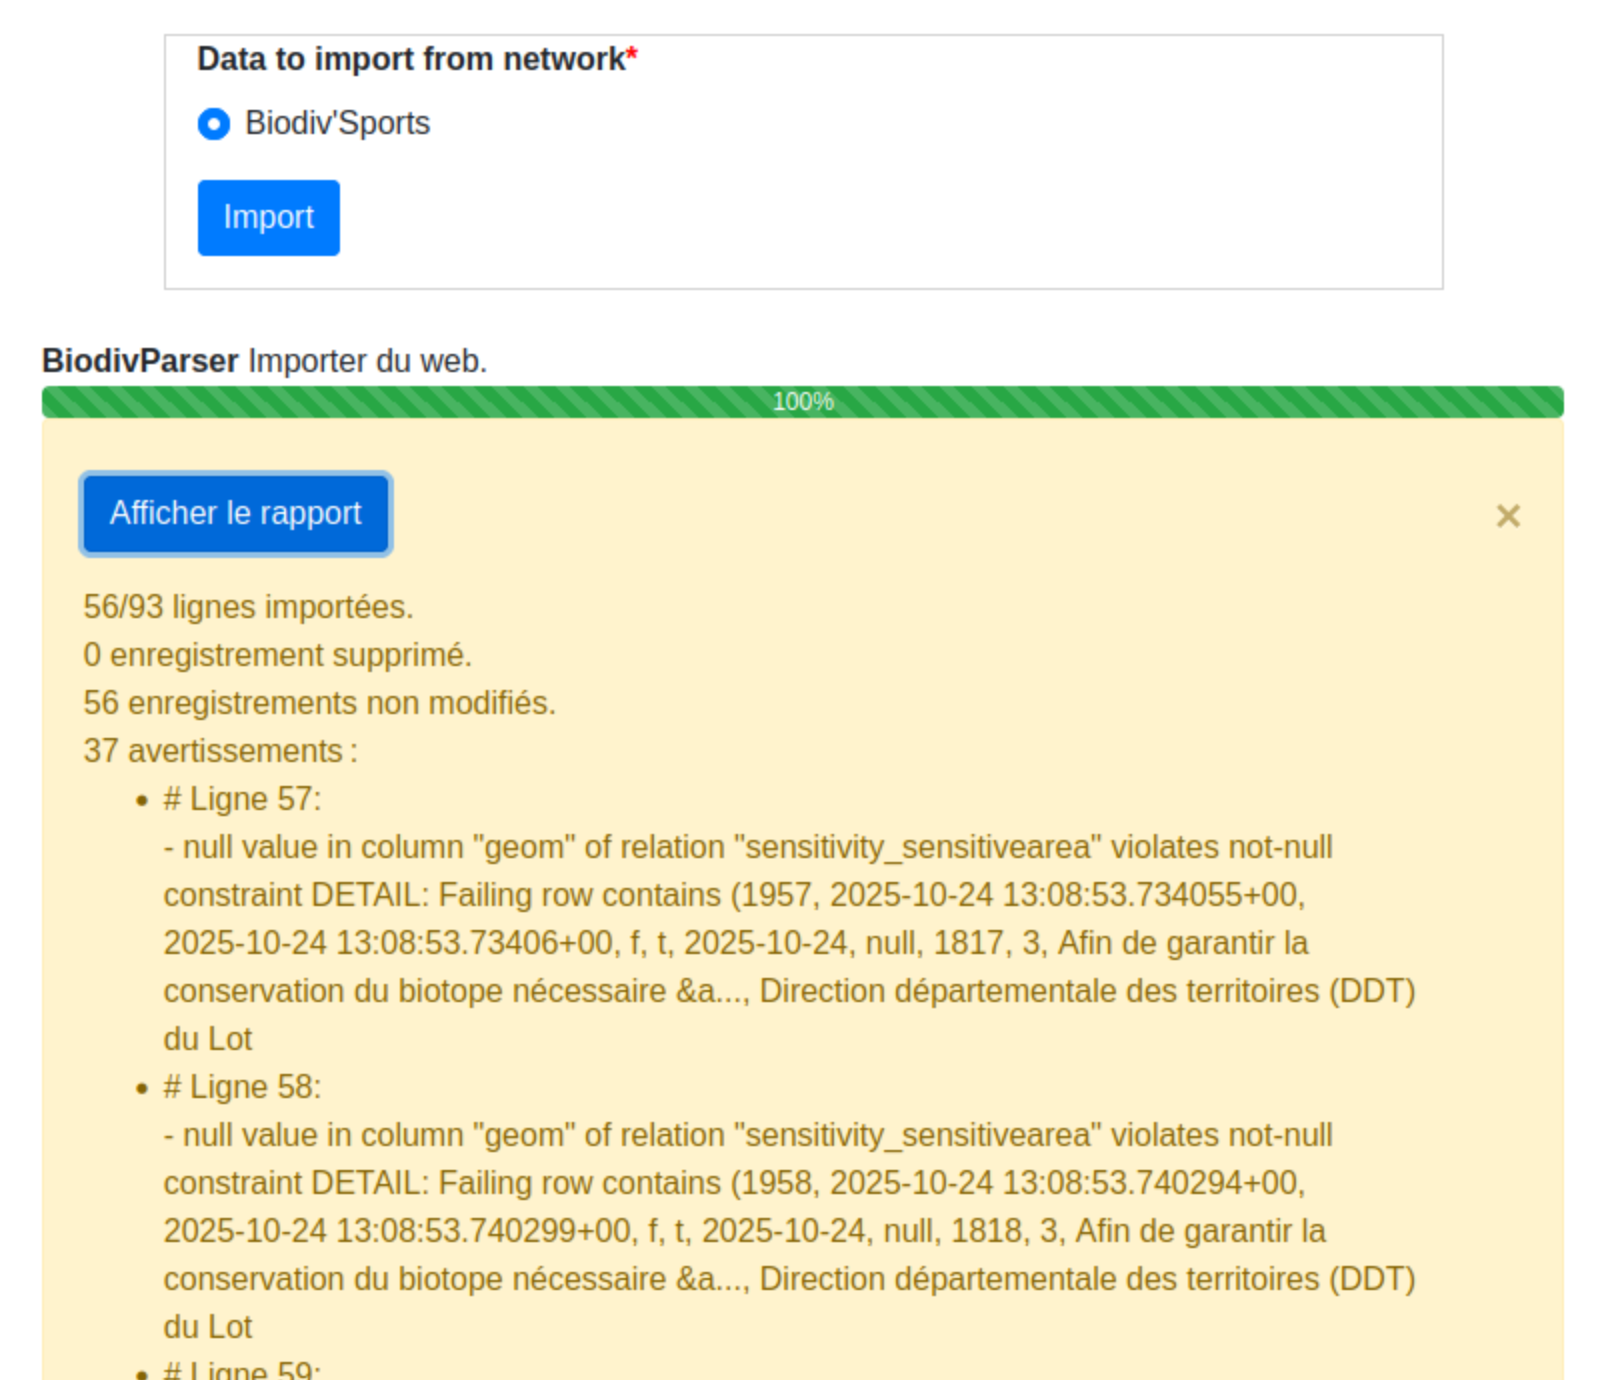 Data to import from network*
Biodiv'Sports
Import
BiodivParser Importer du web.
100%
Afficher le rapport
×
56/93 lignes importées.
0 enregistrement supprimé.
56 enregistrements non modifiés.
37 avertissements :
• # Ligne 57:
- null value in column "geom" of relation "sensitivity_sensitivearea" violates not-null
constraint DETAIL: Failing row contains (1957, 2025-10-24 13:08:53.734055+00,
2025-10-24 13:08:53.73406+00, f, t, 2025-10-24, null, 1817, 3, Afin de garantir la
conservation du biotope nécessaire &a..., Direction départementale des territoires (DDT)
du Lot
• # Ligne 58:
- null value in column "geom" of relation "sensitivity_sensitivearea" violates not-null
constraint DETAIL: Failing row contains (1958, 2025-10-24 13:08:53.740294+00,
2025-10-24 13:08:53.740299+00, f, t, 2025-10-24, null, 1818, 3, Afin de garantir la
conservation du biotope nécessaire &a..., Direction départementale des territoires (DDT)
du Lot
• # Ligne 59: